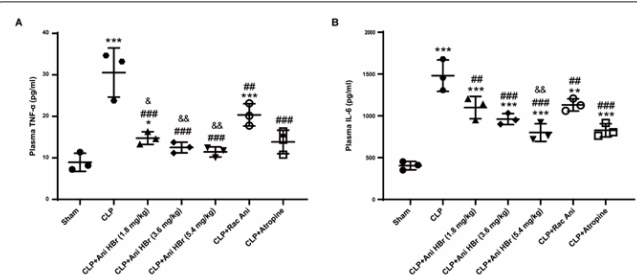 A
Plasma TNF-α (pg/ml)
40
30
20
10
0
***
&
###
*
&&
###
&&
###
##
***
###
Sham
CLP
CLP+Ani HBr (1.8 mg/kg)
CLP+Ani HBr (3.6 mg/kg)
CLP+Ani HBr (5.4 mg/kg)
CLP+Rac Ani
CLP+Atropine
B
Plasma IL-6 (pg/ml)
2000
1500
1000
500
0
***
##
***
###
***
&&
###
***
##
**
###
***
Sham
CLP
CLP+Ani HBr (1.8 mg/kg)
CLP+Ani HBr (3.6 mg/kg)
CLP+Ani HBr (5.4 mg/kg)
CLP+Rac Ani
CLP+Atropine